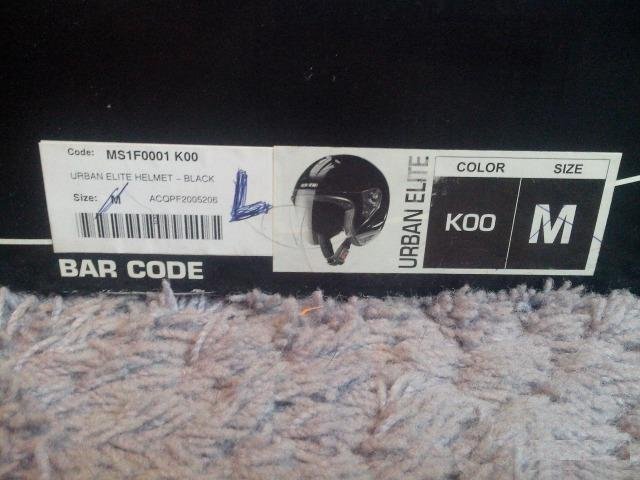 Code: MS1F0001 K00
URBAN ELITE HELMET - BLACK
Size: M ACQPF2005206
L
BAR CODE
URBAN ELITE
COLOR SIZE
K00 M